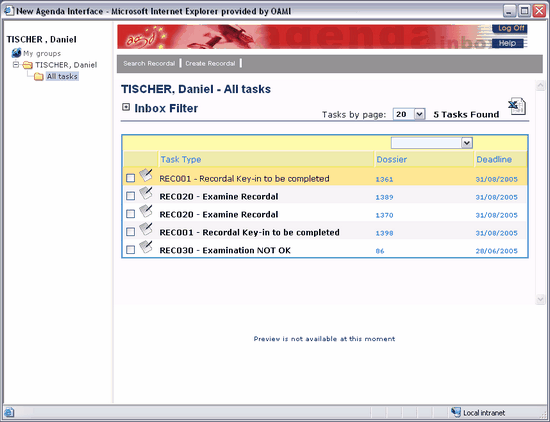 New Agenda Interface - Microsoft Internet Explorer provided by OAMI
TISCHER , Daniel
My groups
TISCHER, Daniel
All tasks
agenda
inbox
Log Off
Help
Search Recordal | Create Recordal |
TISCHER, Daniel - All tasks
Inbox Filter
Tasks by page: 20 5 Tasks Found
Task Type Dossier Deadline
REC001 - Recordal Key-in to be completed 1361 31/08/2005
REC020 - Examine Recordal 1389 31/08/2005
REC020 - Examine Recordal 1370 31/08/2005
REC001 - Recordal Key-in to be completed 1398 31/08/2005
REC030 - Examination NOT OK 86 28/06/2005
Preview is not available at this moment
Local intranet